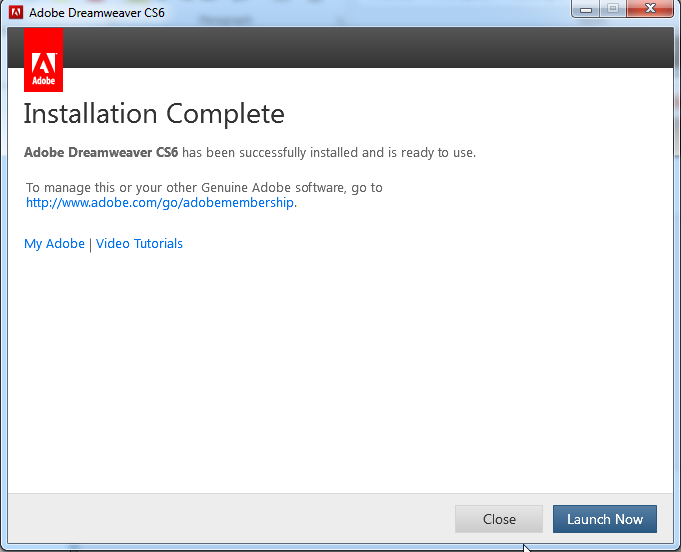 Adobe Dreamweaver CS6
Adobe
Installation Complete
Adobe Dreamweaver CS6 has been successfully installed and is ready to use.
To manage this or your other Genuine Adobe software, go to
http://www.adobe.com/go/adobemembership.
My Adobe | Video Tutorials
Close
Launch Now